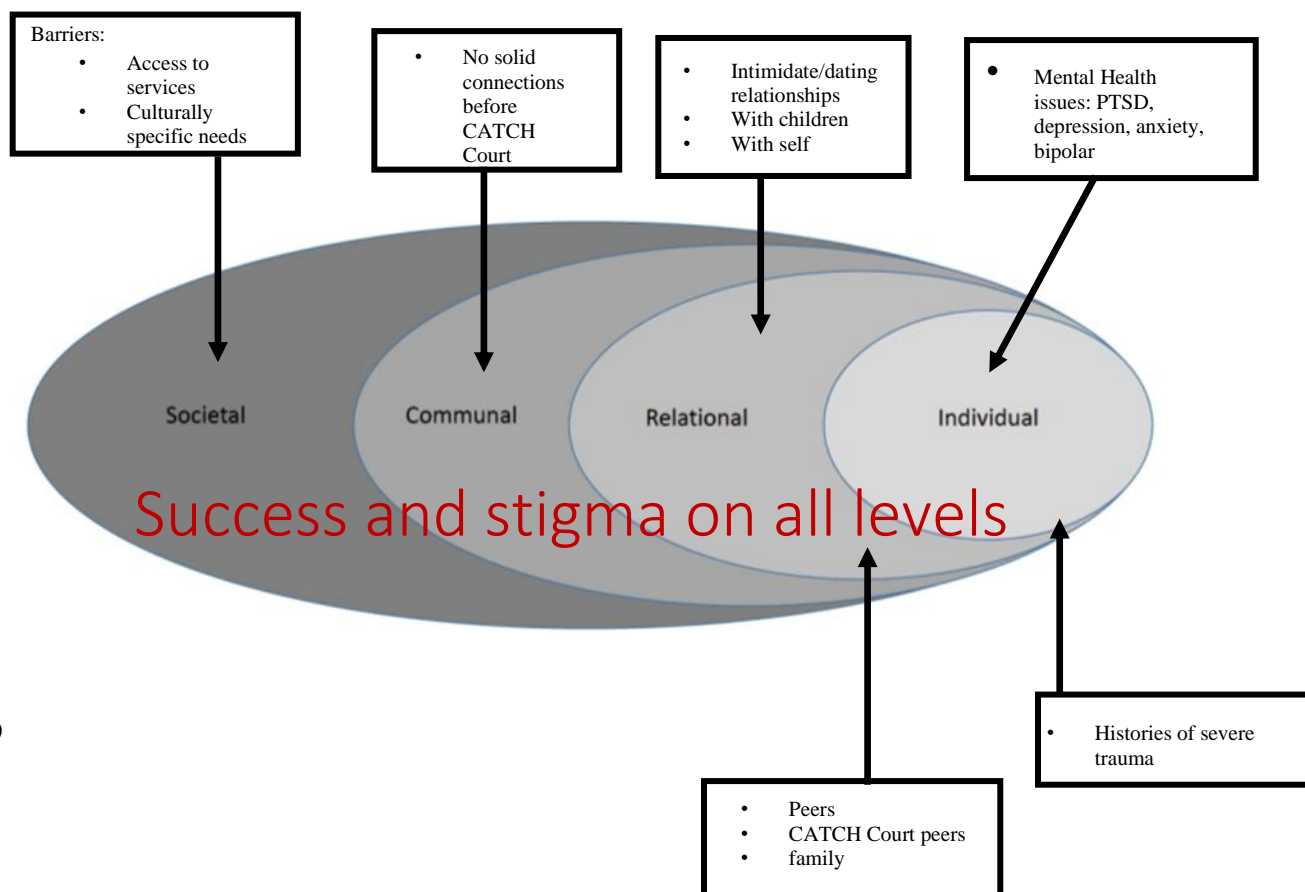 Barriers:
• Access to
services
• Culturally
specific needs
• No solid
connections
before
CATCH
Court
• Intimidate/dating
relationships
• With children
• With self
• Mental Health
issues: PTSD,
depression, anxiety,
bipolar
Societal
Communal
Relational
Individual
Success and stigma on all levels
• Histories of severe
trauma
• Peers
• CATCH Court peers
• family